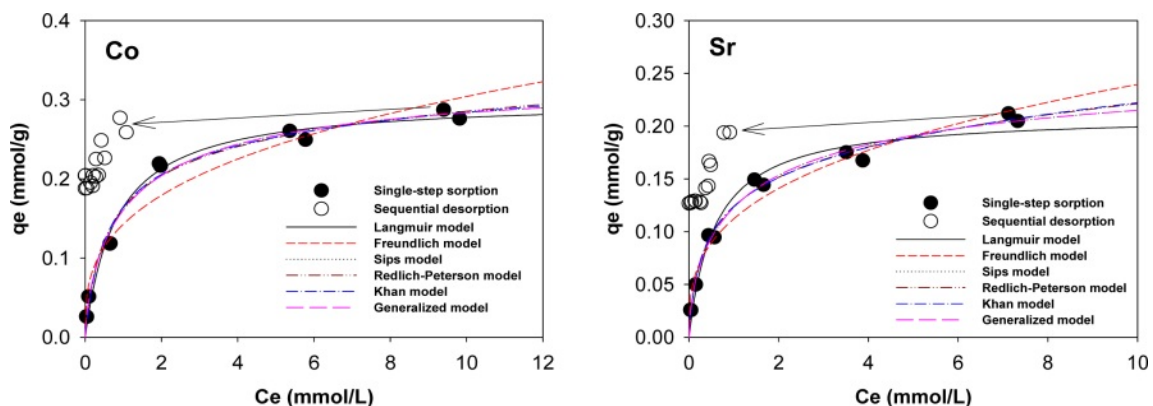 Co
qe (mmol/g)
0.4
0.3
0.2
0.1
0.0
Single-step sorption
Sequential desorption
Langmuir model
Freundlich model
Sips model
Redlich-Peterson model
Khan model
Generalized model
0 2 4 6 8 10 12
Ce (mmol/L)
Sr
qe (mmol/g)
0.30
0.25
0.20
0.15
0.10
0.05
0.00
Single-step sorption
Sequential desorption
Langmuir model
Freundlich model
Sips model
Redlich-Peterson model
Khan model
Generalized model
0 2 4 6 8 10
Ce (mmol/L)